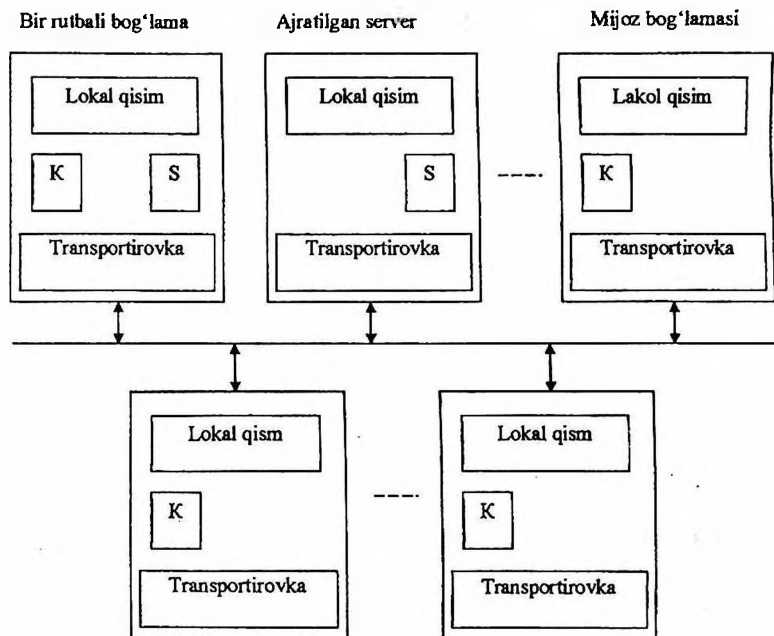 Bir rutbali bog‘lama
Ajratilgan server
Mijoz bog‘lamasi
Lokal qisim
Lokal qisim
Lakol qisim
K
S
S
K
Transportirovka
Transportirovka
Transportirovka
Lokal qism
Lokal qism
K
K
Transportirovka
Transportirovka